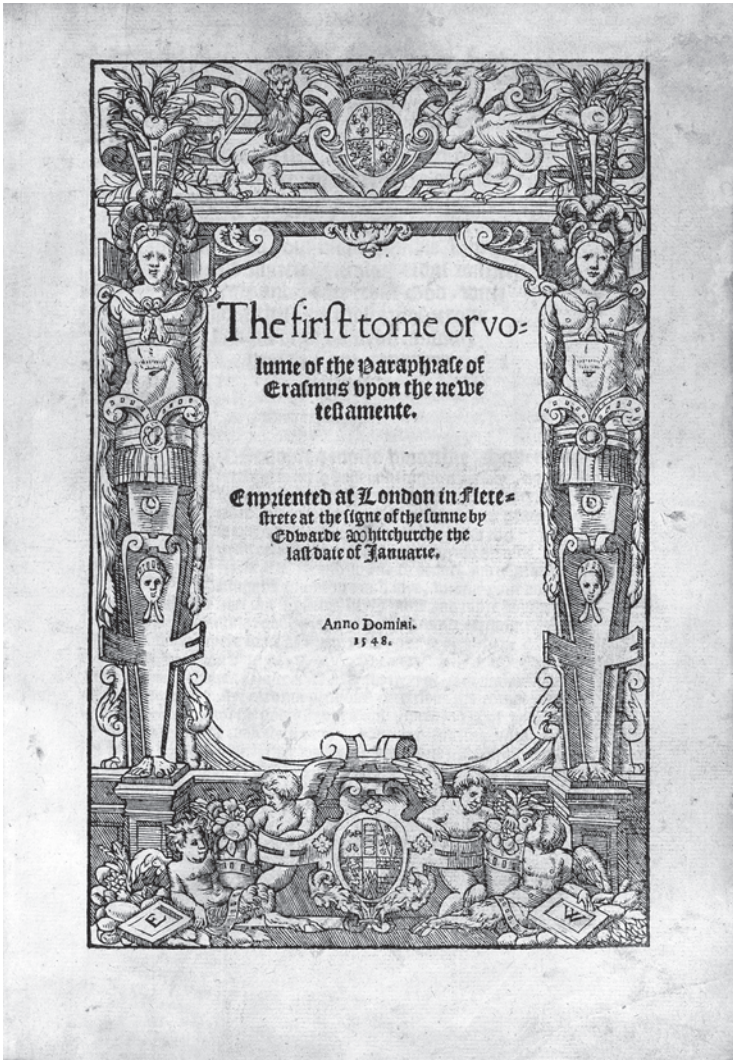 The first tome or vo=
lume of the Paraphrase of
Erasmus vpon the newe
testamente.
Enpriented at London in Flete=
strete at the signe of the sunne by
Edwarde Whitchurche the
last daie of Januarie.
Anno Domini.
1548.
E
W